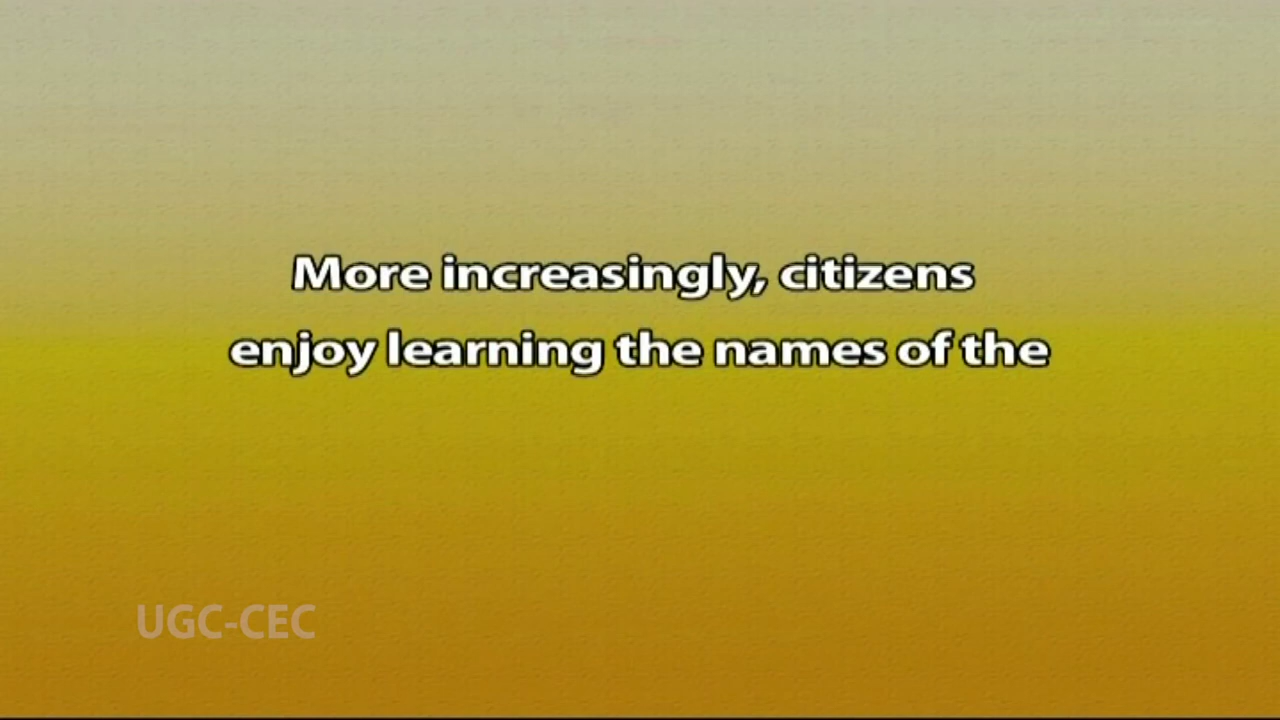 More increasingly, citizens
enjoy learning the names of the
UGC-CEC